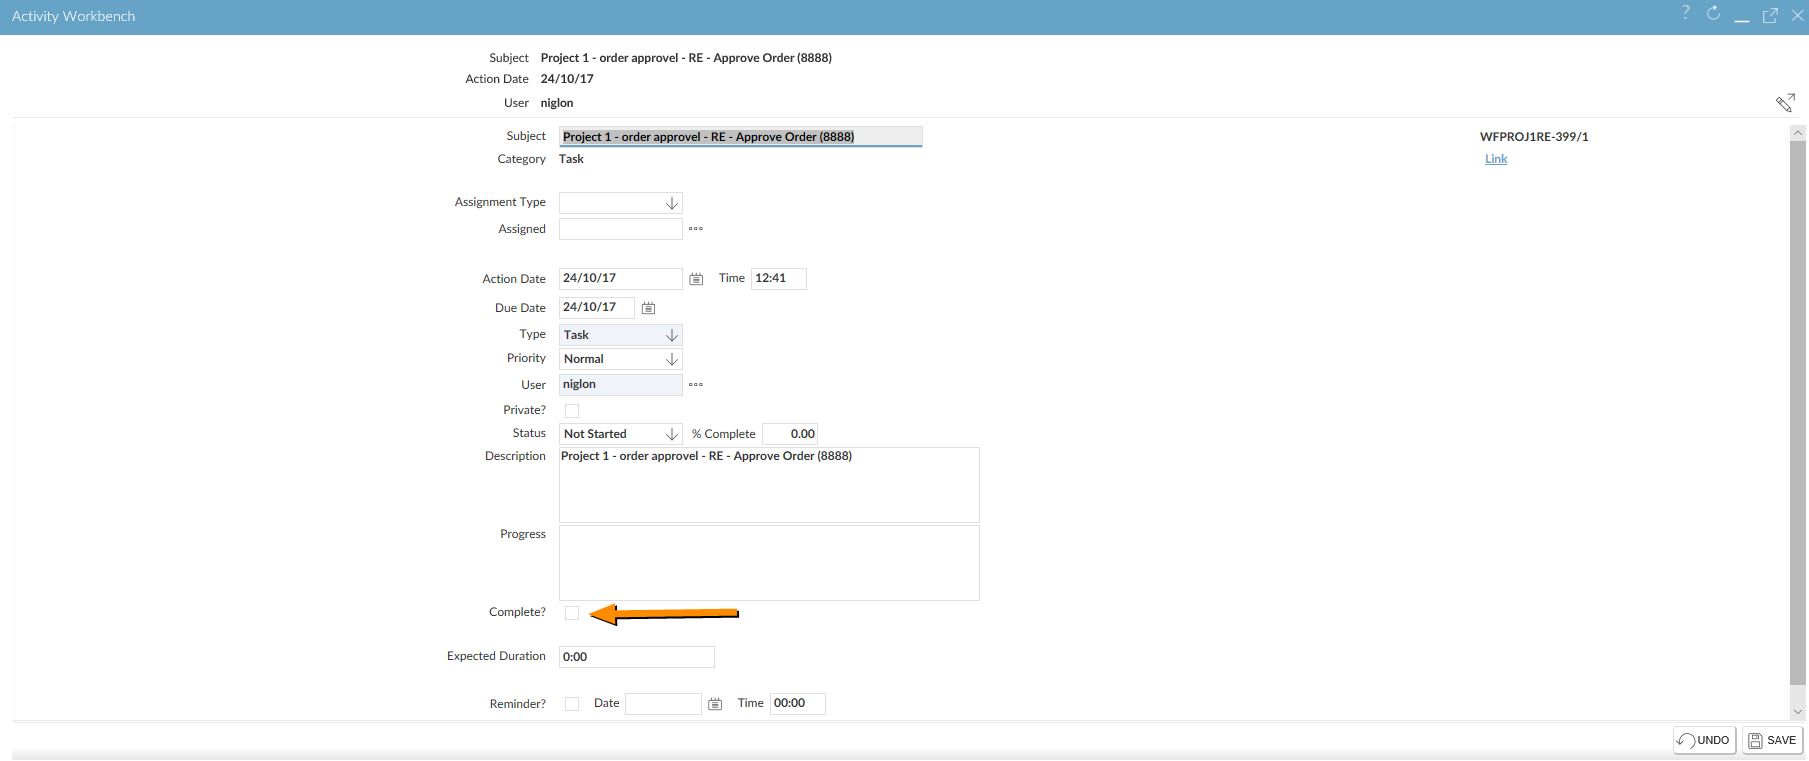 Activity Workbench
?
Subject Project 1 - order approvel - RE - Approve Order (8888)
Action Date 24/10/17
User niglon
Subject Project 1 - order approvel - RE - Approve Order (8888) WFPROJ1RE-399/1
Category Task Link
Assignment Type
Assigned
Action Date 24/10/17 Time 12:41
Due Date 24/10/17
Type Task
Priority Normal
User niglon
Private?
Status Not Started % Complete 0.00
Description Project 1 - order approvel - RE - Approve Order (8888)
Progress
Complete?
Expected Duration 0:00
Reminder? Date Time 00:00
UNDO SAVE